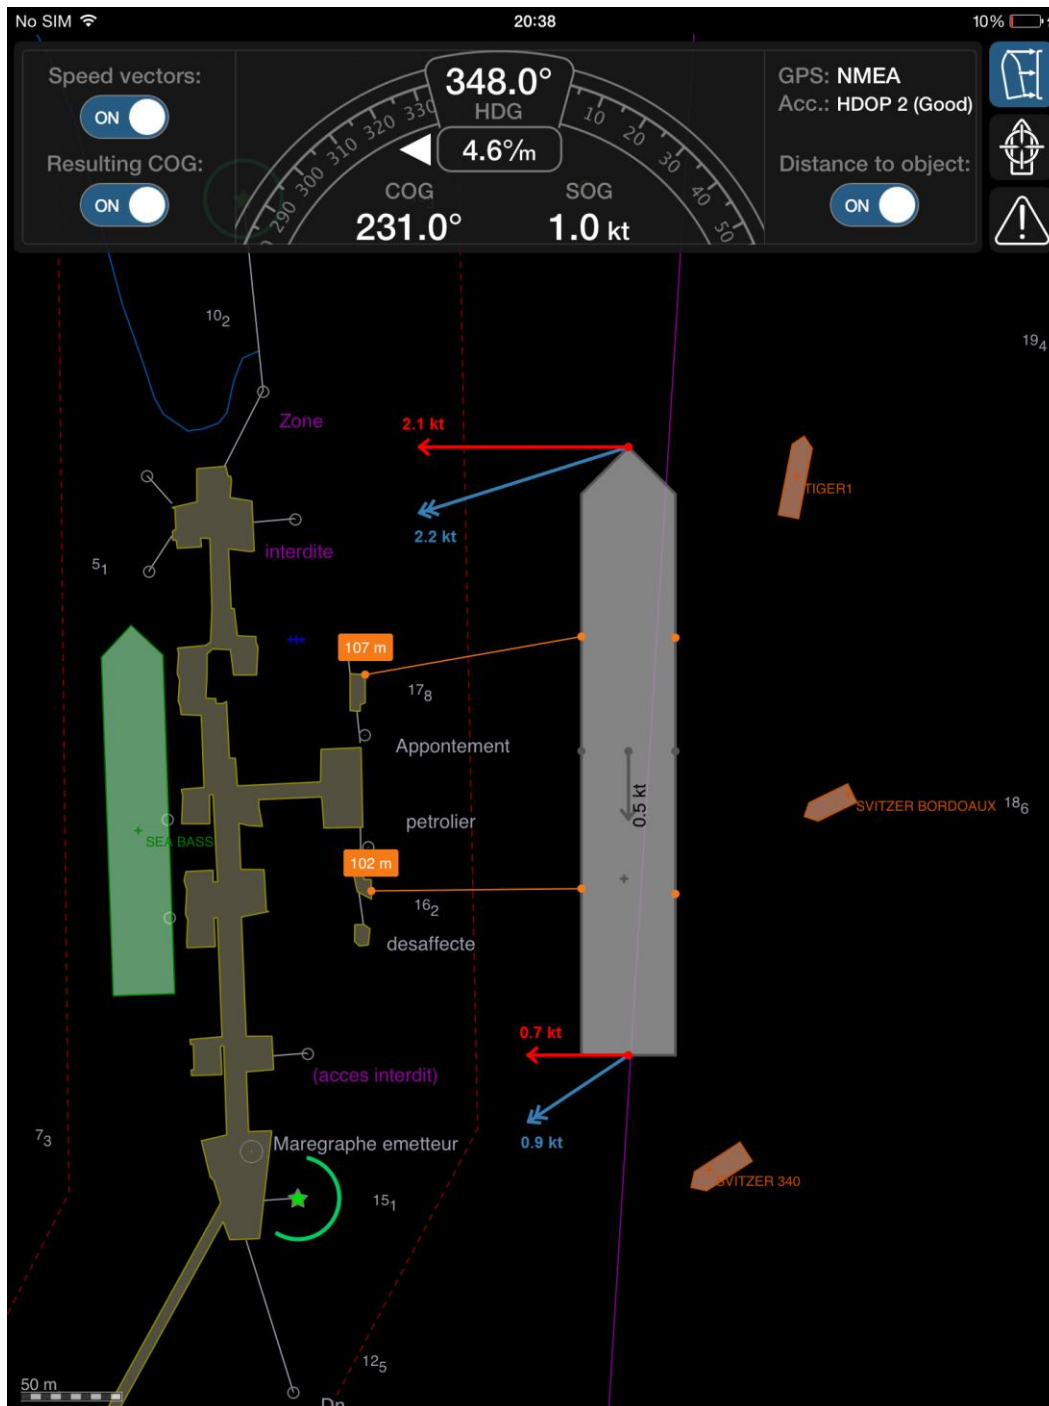 No SIM
20:38
10%
Speed vectors:
ON
Resulting COG:
ON
348.0°
HDG
4.6°/m
COG
SOG
231.0°
1.0 kt
290 300 310 320 330
10 20 30 40 50
GPS: NMEA
Acc.: HDOP 2 (Good)
Distance to object:
ON
10₂
19₄
Zone
2.1 kt
2.2 kt
TIGER1
interdite
5₁
107 m
17₈
Appontement
0.5 kt
SVITZER BORDOAUX
18₆
petrolier
SEA BASS
102 m
16₂
desaffecte
0.7 kt
(acces interdit)
0.9 kt
7₃
Maregraphe emetteur
SVITZER 340
15₁
12₅
50 m
Dn